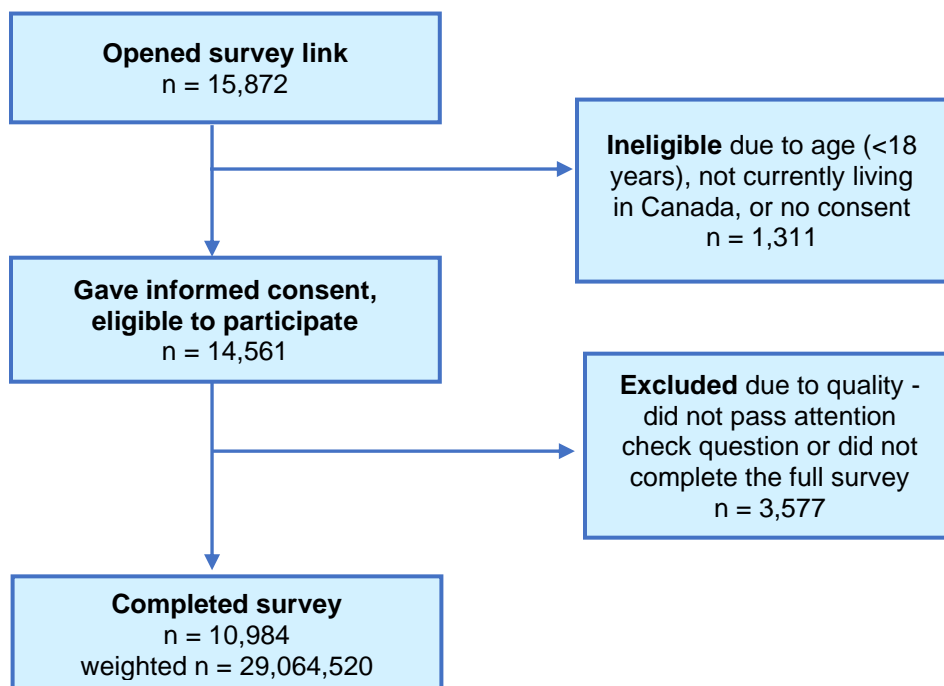 Opened survey link
n = 15,872
Ineligible due to age (<18
years), not currently living
in Canada, or no consent
n = 1,311
Gave informed consent,
eligible to participate
n = 14,561
Excluded due to quality -
did not pass attention
check question or did not
complete the full survey
n = 3,577
Completed survey
n = 10,984
weighted n = 29,064,520